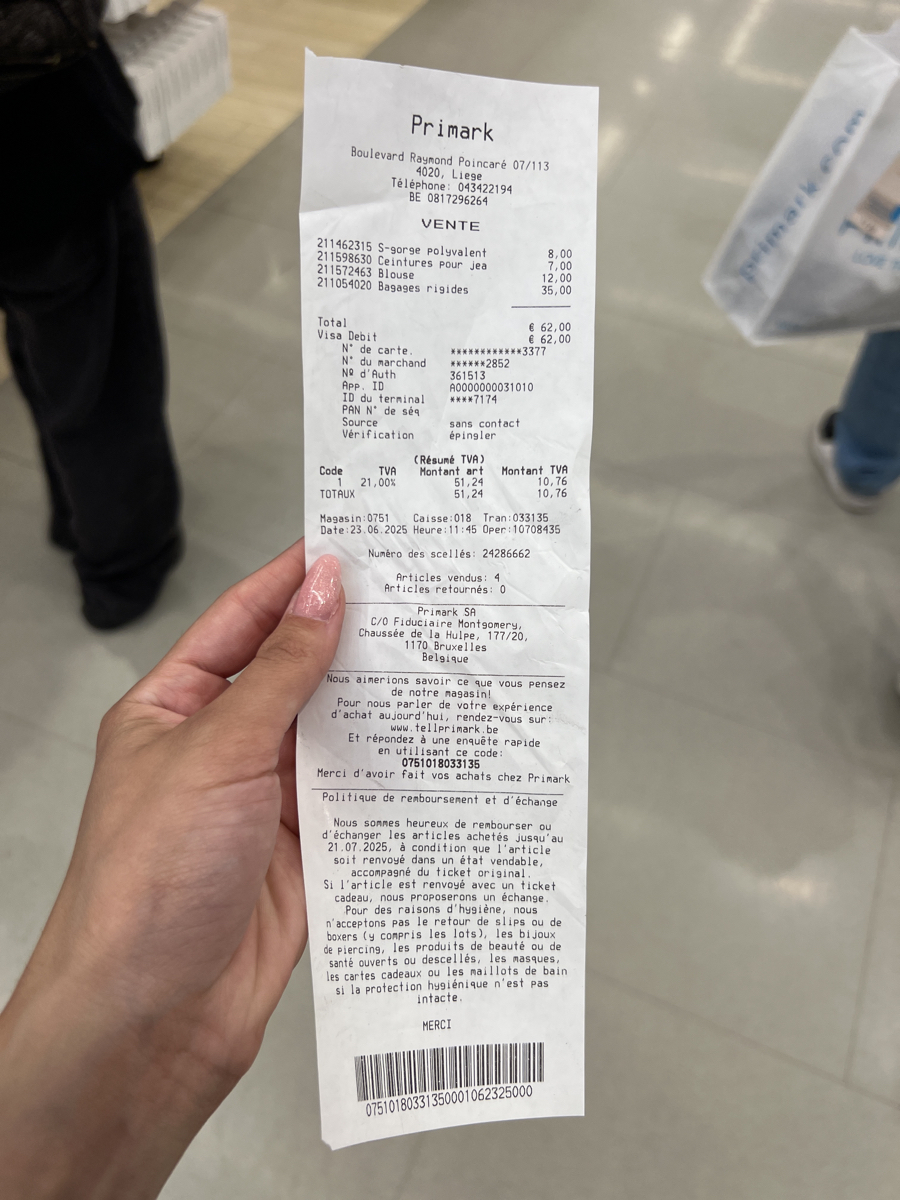 Primark
Boulevard Raymond Poincaré 07/113
4020, Liege
Téléphone: 043422194
BE 0817296264
VENTE
211462315 S-gorge polyvalent 8,00
211598630 Ceintures pour jea 7,00
211572463 Blouse 12,00
211054020 Bagages rigides 35,00
Total € 62,00
Visa Debit € 62,00
N° de carte. ************3377
N° du marchand ******2852
Nº d'Auth 361513
App. ID A0000000031010
ID du terminal ****7174
PAN N° de séq
Source sans contact
Vérification épingler
(Résumé TVA)
Code TVA Montant art Montant TVA
1 21,00% 51,24 10,76
TOTAUX 51,24 10,76
Magasin:0751 Caisse:018 Tran:033135
Date:23.06.2025 Heure:11:45 Oper:10708435
Numéro des scellés: 24286662
Articles vendus: 4
Articles retournés: 0
Primark SA
C/O Fiduciaire Montgomery,
Chaussée de la Hulpe, 177/20,
1170 Bruxelles
Belgique
Nous aimerions savoir ce que vous pensez
de notre magasin!
Pour nous parler de votre expérience
d'achat aujourd'hui, rendez-vous sur:
www.tellprimark.be
Et répondez à une enquête rapide
en utilisant ce code:
0751018033135
Merci d'avoir fait vos achats chez Primark
Politique de remboursement et d'échange
Nous sommes heureux de rembourser ou
d'échanger les articles achetés jusqu'au
21.07.2025, à condition que l'article
soit renvoyé dans un état vendable,
accompagné du ticket original.
Si l'article est renvoyé avec un ticket
cadeau, nous proposerons un échange.
Pour des raisons d'hygiène, nous
n'acceptons pas le retour de slips ou de
boxers (y compris les lots), les bijoux
de piercing, les produits de beauté ou de
santé ouverts ou descellés, les masques,
les cartes cadeaux ou les maillots de bain
si la protection hygiénique n'est pas
intacte.
MERCI
07510180331350001062325000
primark.com